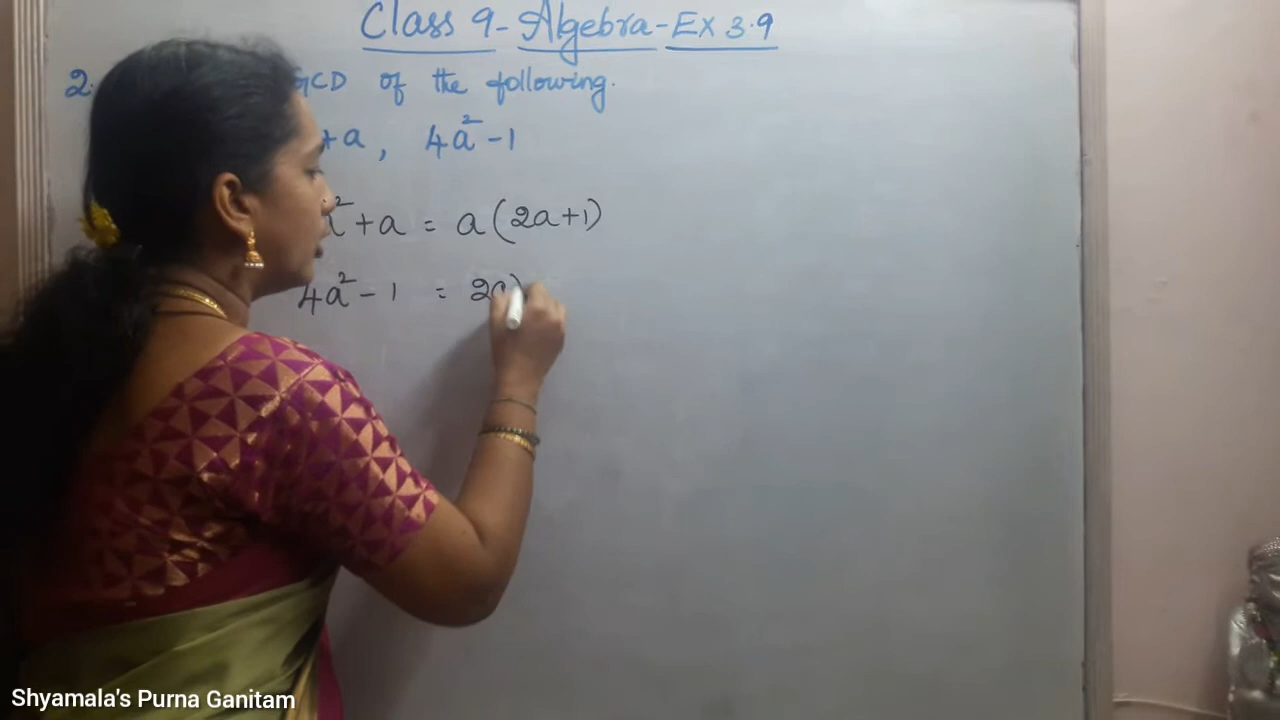 Class 9 - Algebra - Ex 3.9
2. GCD of the following.
+a, 4a² - 1
² + a = a(2a+1)
4a² - 1 = 2a)
Shyamala's Purna Ganitam